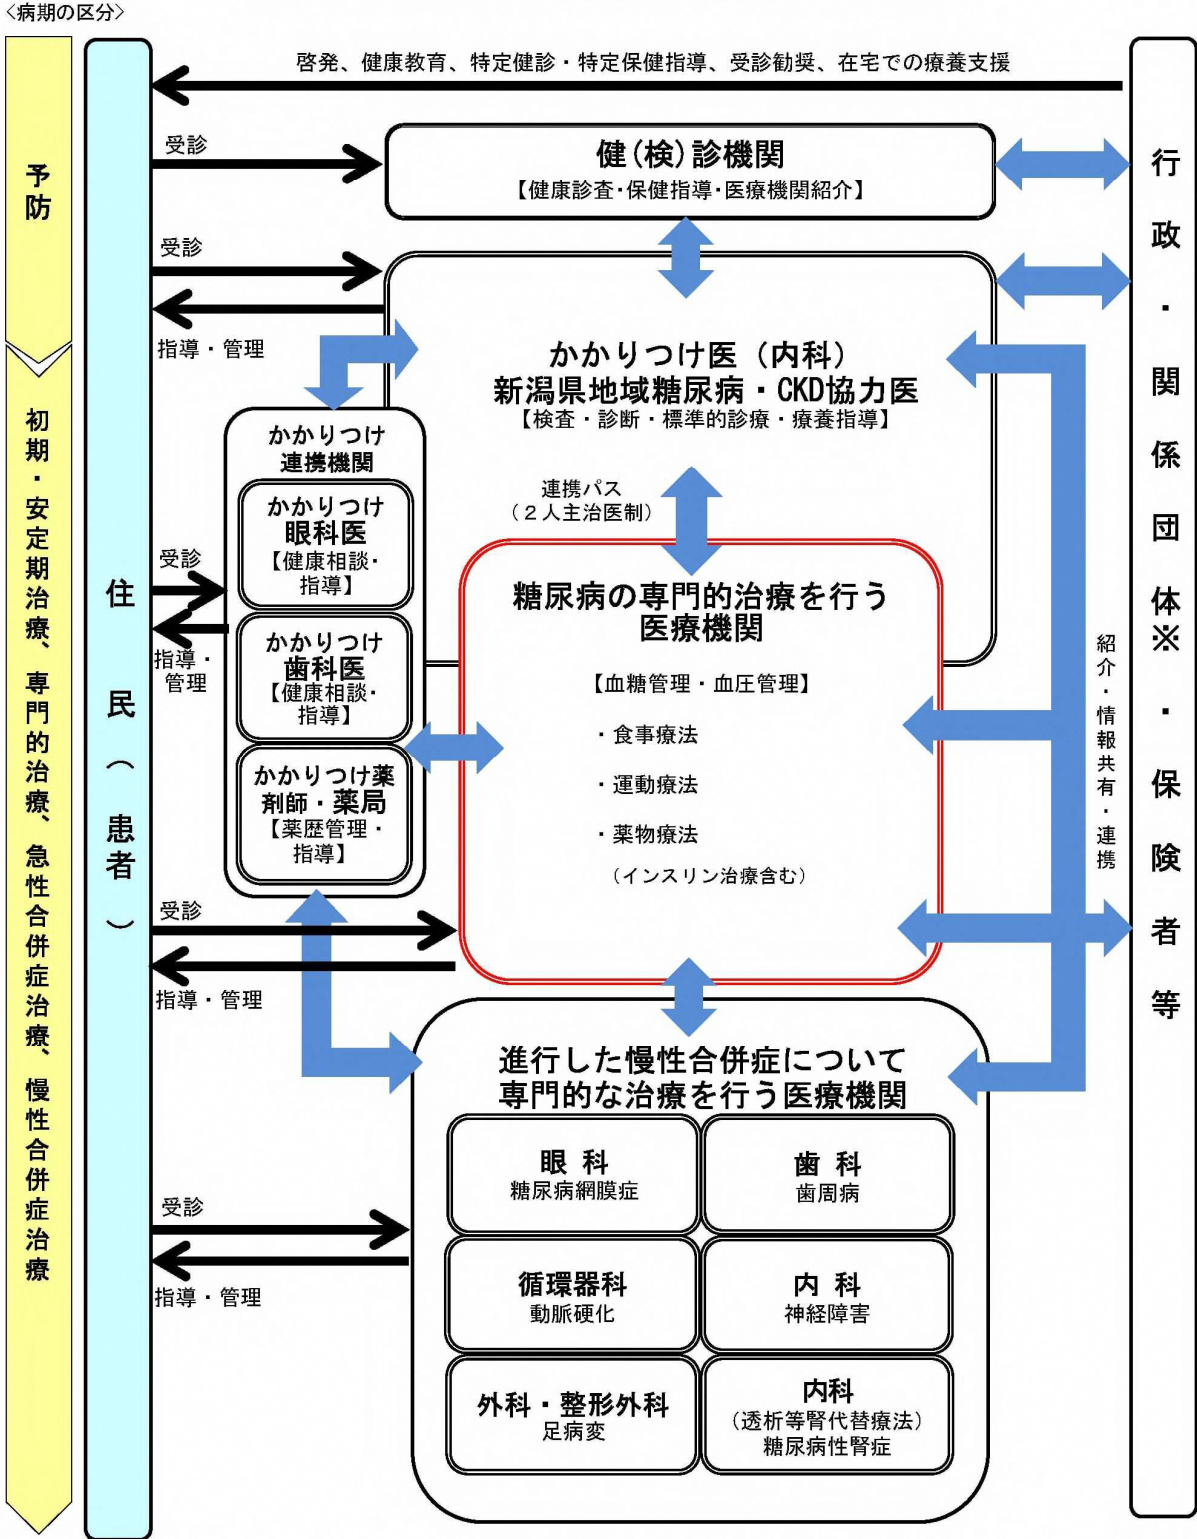 <病期の区分>
予防
初期・安定期治療、専門的治療、急性合併症治療、慢性合併症治療
住民(患者)
啓発、健康教育、特定健診・特定保健指導、受診勧奨、在宅での療養支援
受診
健(検)診機関
【健康診査・保健指導・医療機関紹介】
受診
指導・管理
かかりつけ医(内科)
新潟県地域糖尿病・CKD協力医
【検査・診断・標準的診療・療養指導】
連携パス
(2人主治医制)
かかりつけ
連携機関
かかりつけ
眼科医
【健康相談・
指導】
かかりつけ
歯科医
【健康相談・
指導】
かかりつけ薬
剤師・薬局
【薬歴管理・
指導】
受診
指導・
管理
糖尿病の専門的治療を行う
医療機関
【血糖管理・血圧管理】
・食事療法
・運動療法
・薬物療法
(インスリン治療含む)
受診
指導・管理
進行した慢性合併症について
専門的な治療を行う医療機関
眼科
糖尿病網膜症
歯科
歯周病
循環器科
動脈硬化
内科
神経障害
外科・整形外科
足病変
内科
(透析等腎代替療法)
糖尿病性腎症
受診
指導・管理
紹介・情報共有・連携
行政・関係団体※・保険者等